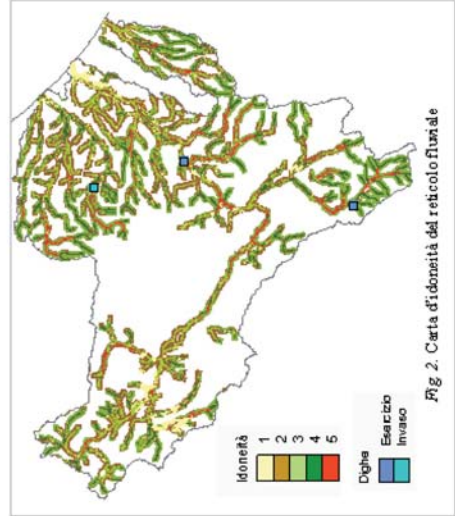 Idoneità
1
2
3
4
5
Dighe
Esercizio
Invaso
Fig. 2. Carta d'idoneità del reticolo fluviale